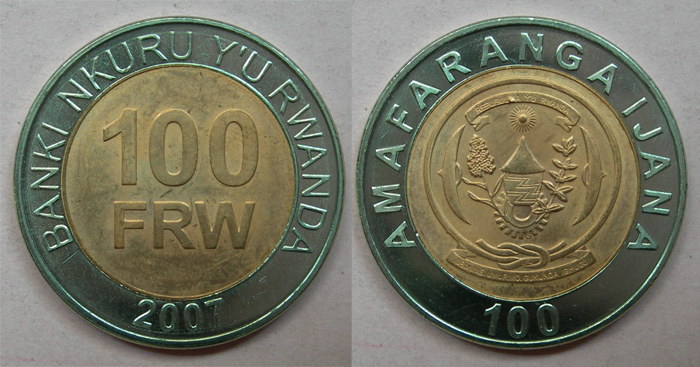 BANKI NKURU Y'U RWANDA
100
FRW
2007
AMAFARANGA IJANA
100